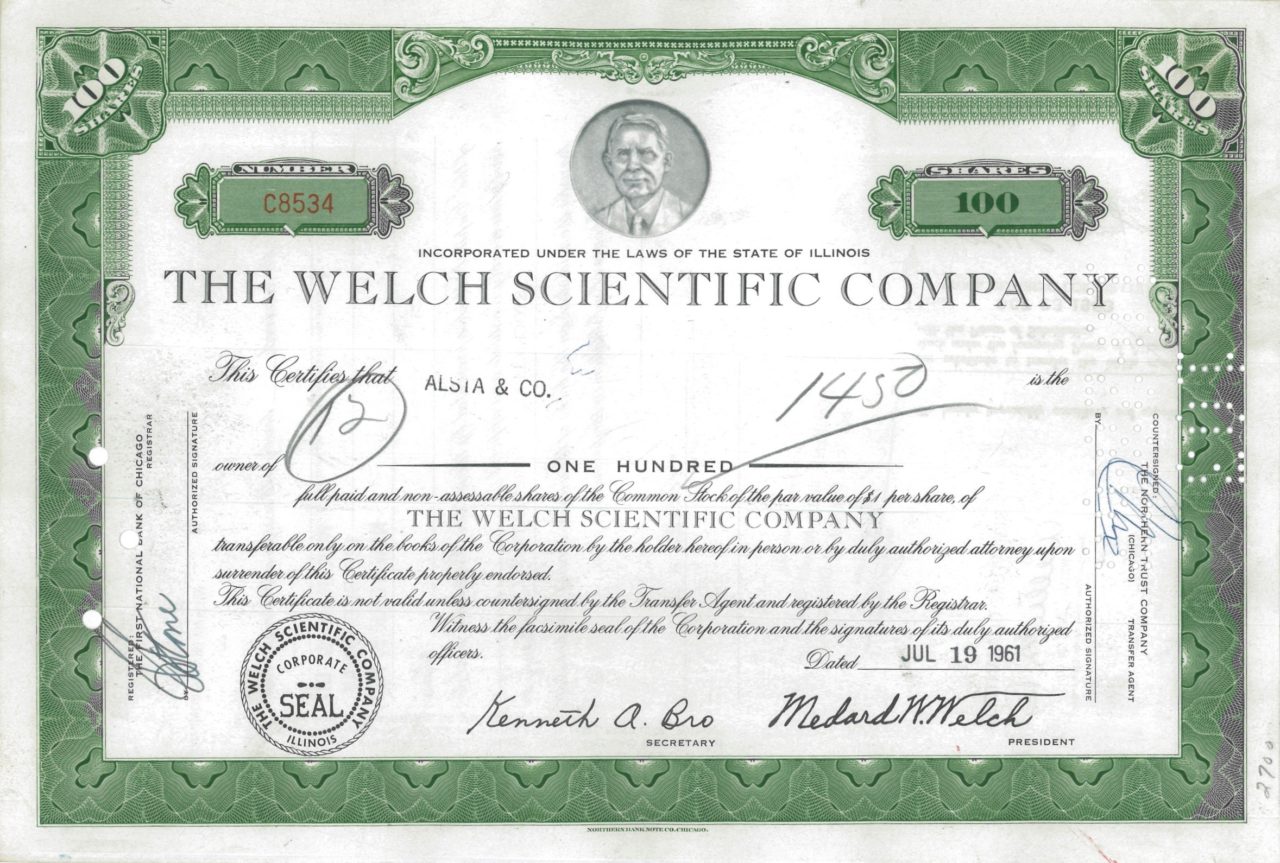 100 SHARES
100 SHARES
NUMBER
C8534
SHARES
100
INCORPORATED UNDER THE LAWS OF THE STATE OF ILLINOIS
THE WELCH SCIENTIFIC COMPANY
This Certifies that ALSTA & CO. is the
12
1450
owner of ONE HUNDRED
full paid and non-assessable shares of the Common Stock of the par value of $1 per share, of
THE WELCH SCIENTIFIC COMPANY
transferable only on the books of the Corporation by the holder hereof in person or by duly authorized attorney upon
surrender of this Certificate properly endorsed.
This Certificate is not valid unless countersigned by the Transfer Agent and registered by the Registrar.
Witness the facsimile seal of the Corporation and the signatures of its duly authorized
officers.
Dated JUL 19 1961
THE WELCH SCIENTIFIC COMPANY
CORPORATE
SEAL
ILLINOIS
Kenneth A. Bro
SECRETARY
Medard W. Welch
PRESIDENT
REGISTERED:
THE FIRST NATIONAL BANK OF CHICAGO
REGISTRAR
BY
AUTHORIZED SIGNATURE
COUNTERSIGNED:
THE NORTHERN TRUST COMPANY
(CHICAGO)
TRANSFER AGENT
BY
AUTHORIZED SIGNATURE
2700
NORTHERN BANK NOTE CO. CHICAGO.